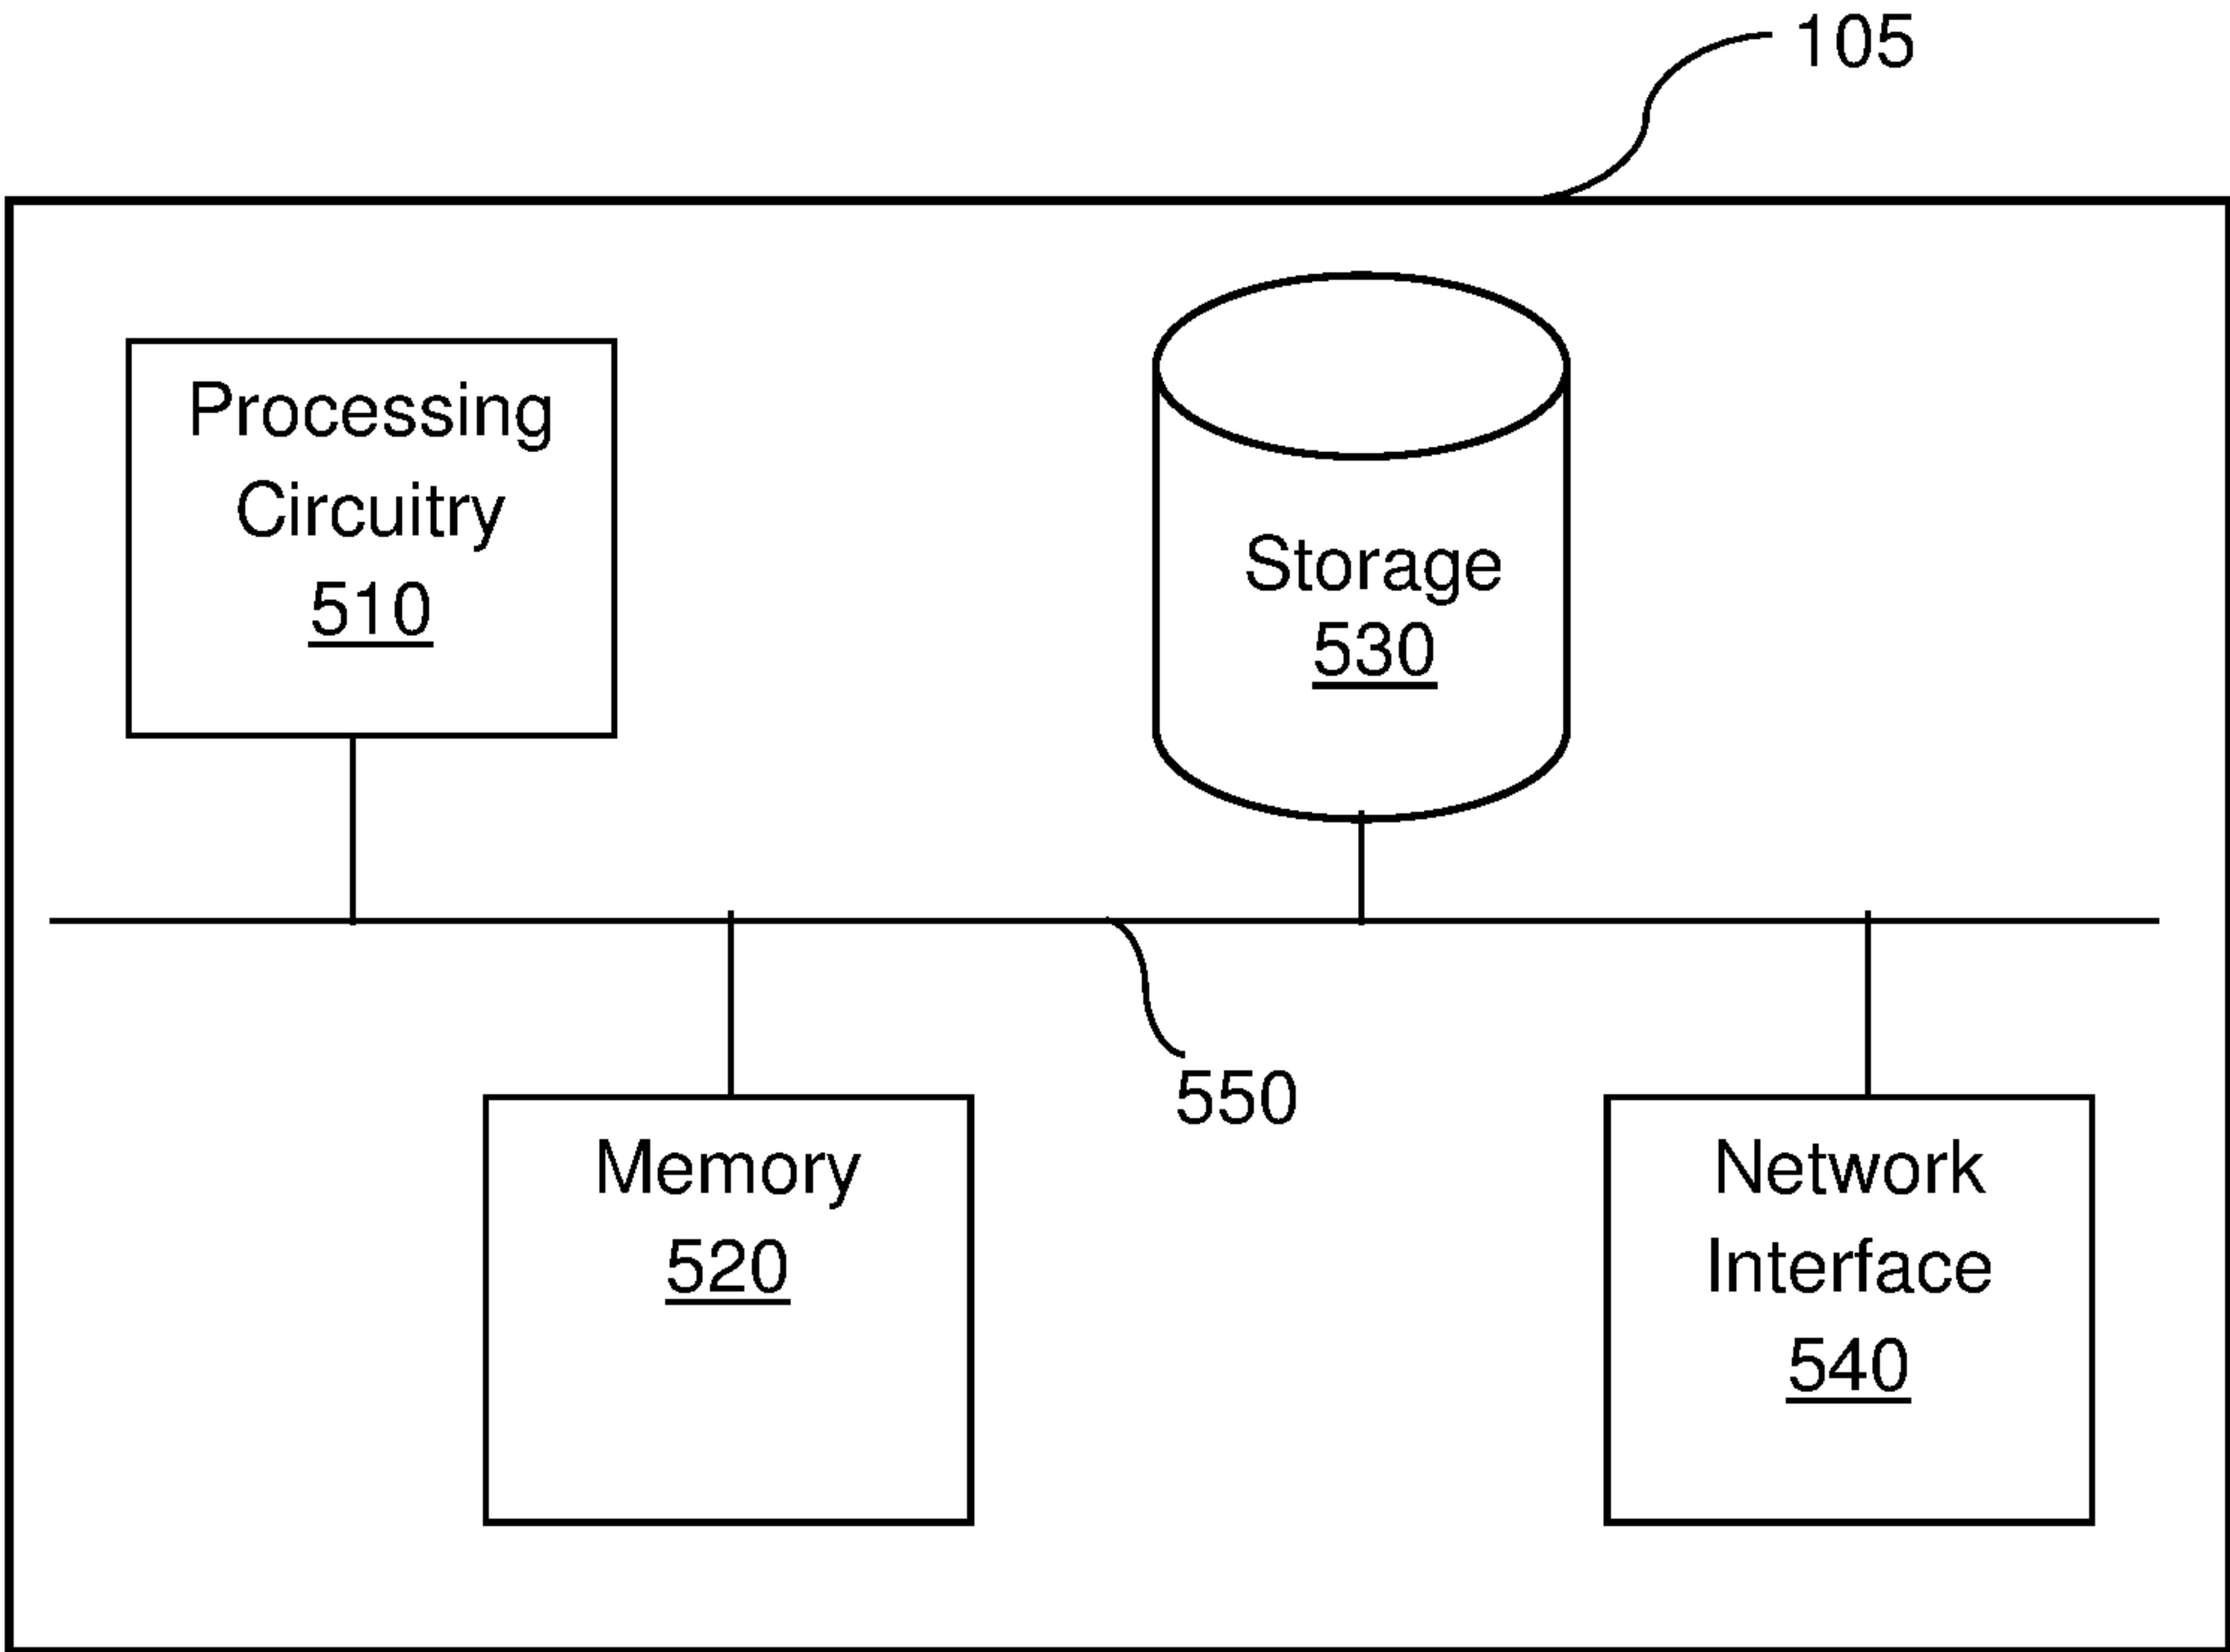 105
Processing
Circuitry
510
Storage
530
550
Memory
520
Network
Interface
540